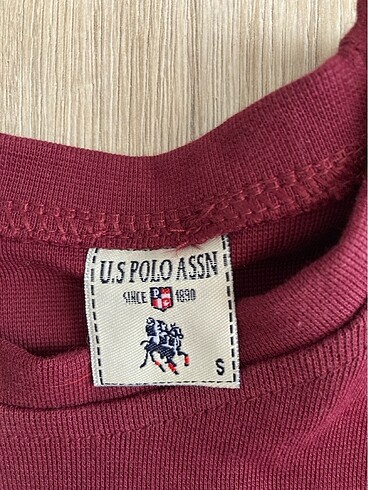 U.S POLO ASSN
SINCE P 1890
S